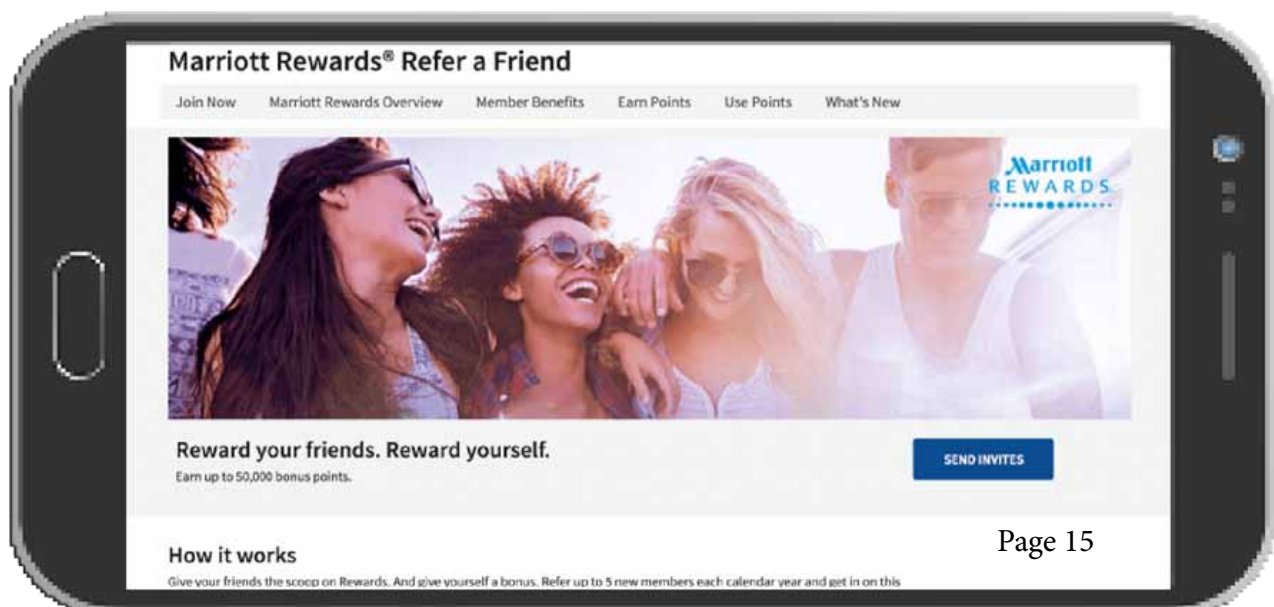 Marriott Rewards® Refer a Friend
Join Now Marriott Rewards Overview Member Benefits Earn Points Use Points What's New
Marriott
REWARDS
Reward your friends. Reward yourself.
Earn up to 50,000 bonus points.
SEND INVITES
Page 15
How it works
Give your friends the scoop on Rewards. And give yourself a bonus. Refer up to 5 new members each calendar year and get in on this